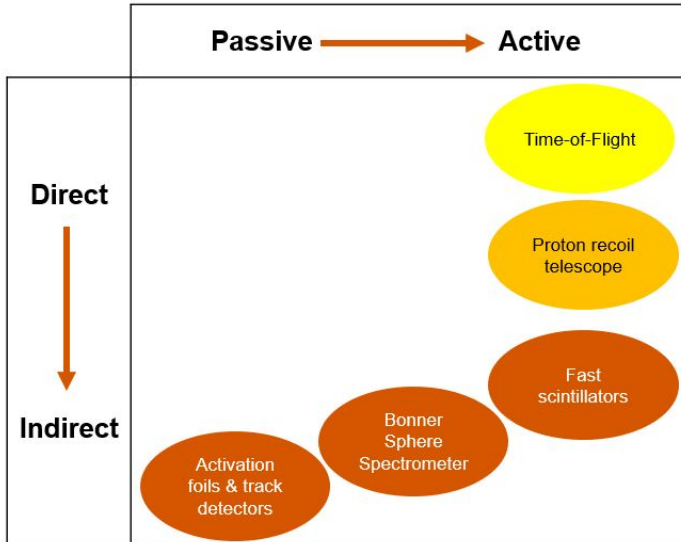 Passive Active
Direct
Indirect
Time-of-Flight
Proton recoil
telescope
Fast
scintillators
Bonner
Sphere
Spectrometer
Activation
foils & track
detectors